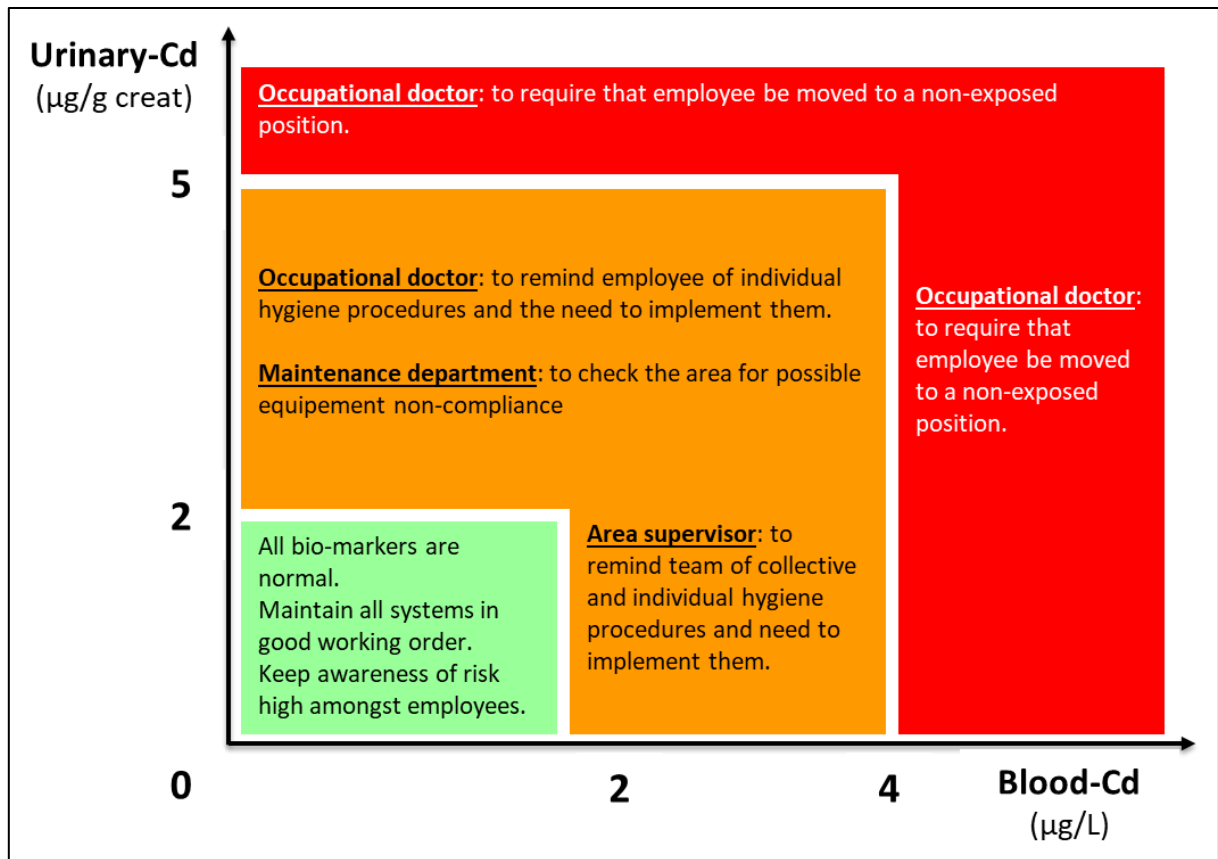 Urinary-Cd
(µg/g creat)
Occupational doctor: to require that employee be moved to a non-exposed
position.
5
Occupational doctor: to remind employee of individual
hygiene procedures and the need to implement them.
Maintenance department: to check the area for possible
equipement non-compliance
Occupational doctor:
to require that
employee be moved
to a non-exposed
position.
2
All bio-markers are
normal.
Maintain all systems in
good working order.
Keep awareness of risk
high amongst employees.
Area supervisor: to
remind team of collective
and individual hygiene
procedures and need to
implement them.
0
2
4
Blood-Cd
(µg/L)